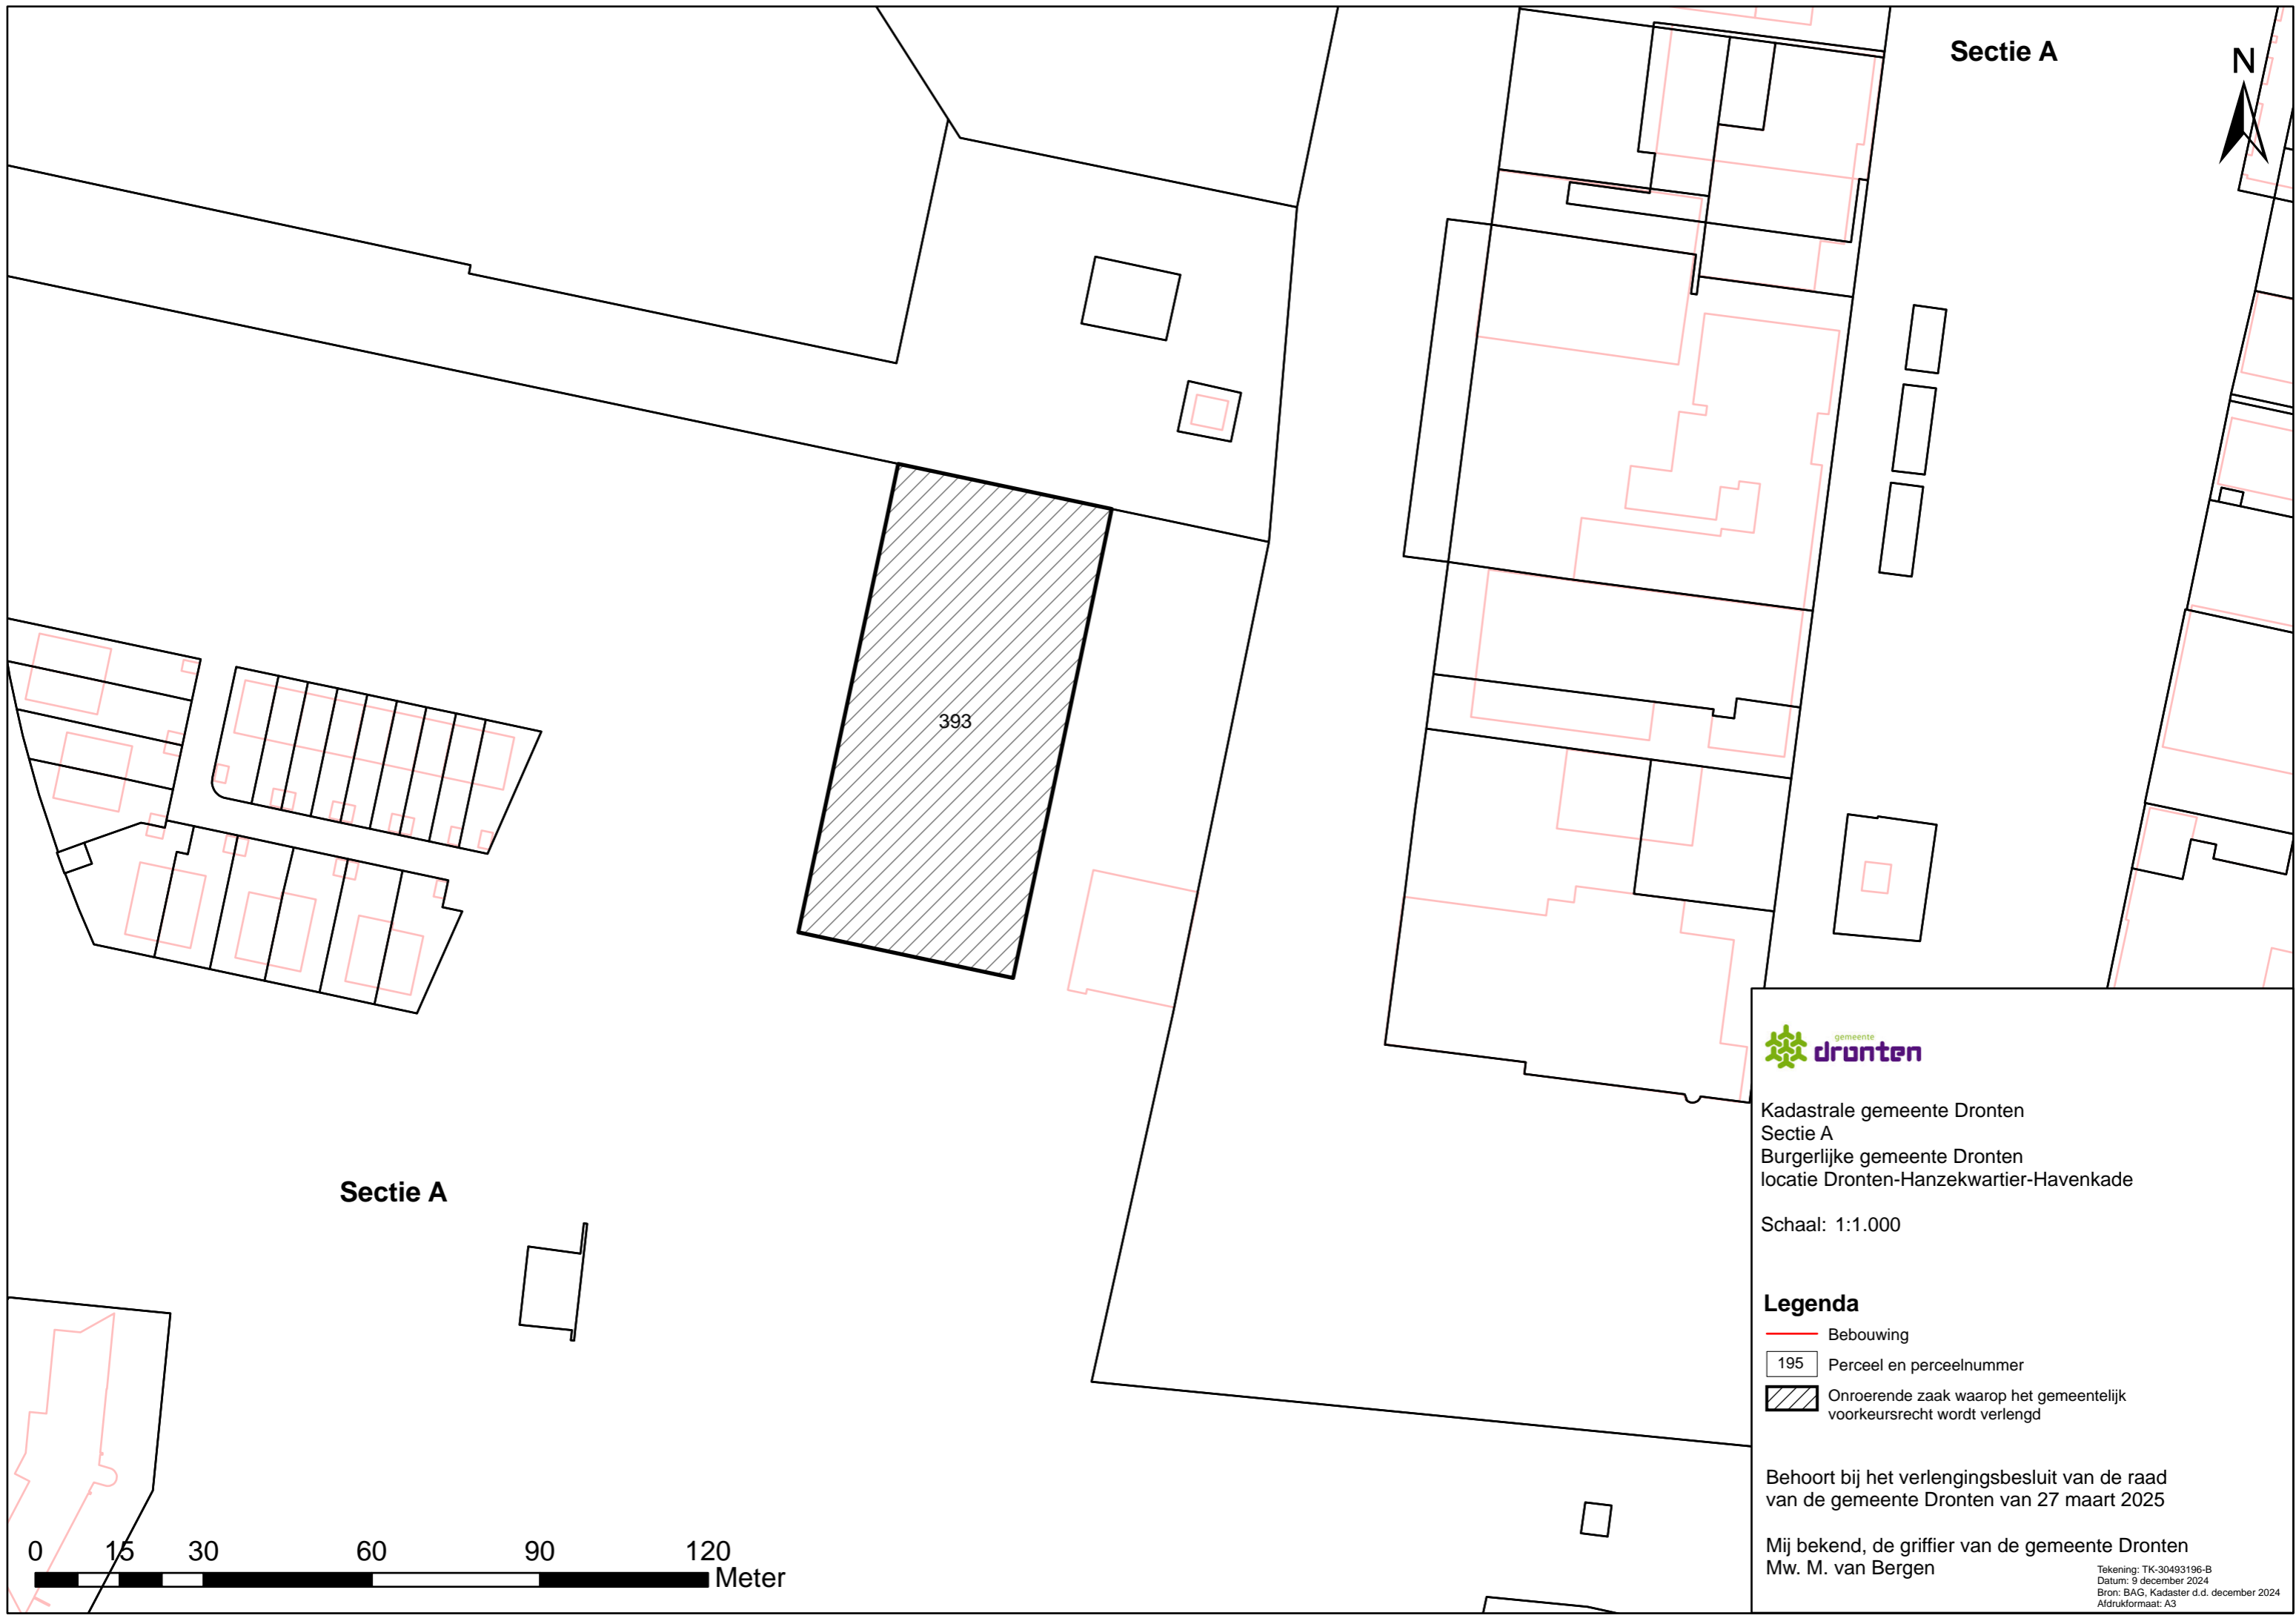 Sectie A
N
393
Sectie A
0 15 30 60 90 120
Meter
gemeente
dronten
Kadastrale gemeente Dronten
Sectie A
Burgerlijke gemeente Dronten
locatie Dronten-Hanzekwartier-Havenkade
Schaal: 1:1.000
Legenda
Bebouwing
195 Perceel en perceelnummer
Onroerende zaak waarop het gemeentelijk
voorkeursrecht wordt verlengd
Behoort bij het verlengingsbesluit van de raad
van de gemeente Dronten van 27 maart 2025
Mij bekend, de griffier van de gemeente Dronten
Mw. M. van Bergen
Tekening: TK-30493196-B
Datum: 9 december 2024
Bron: BAG, Kadaster d.d. december 2024
Afdrukformaat: A3